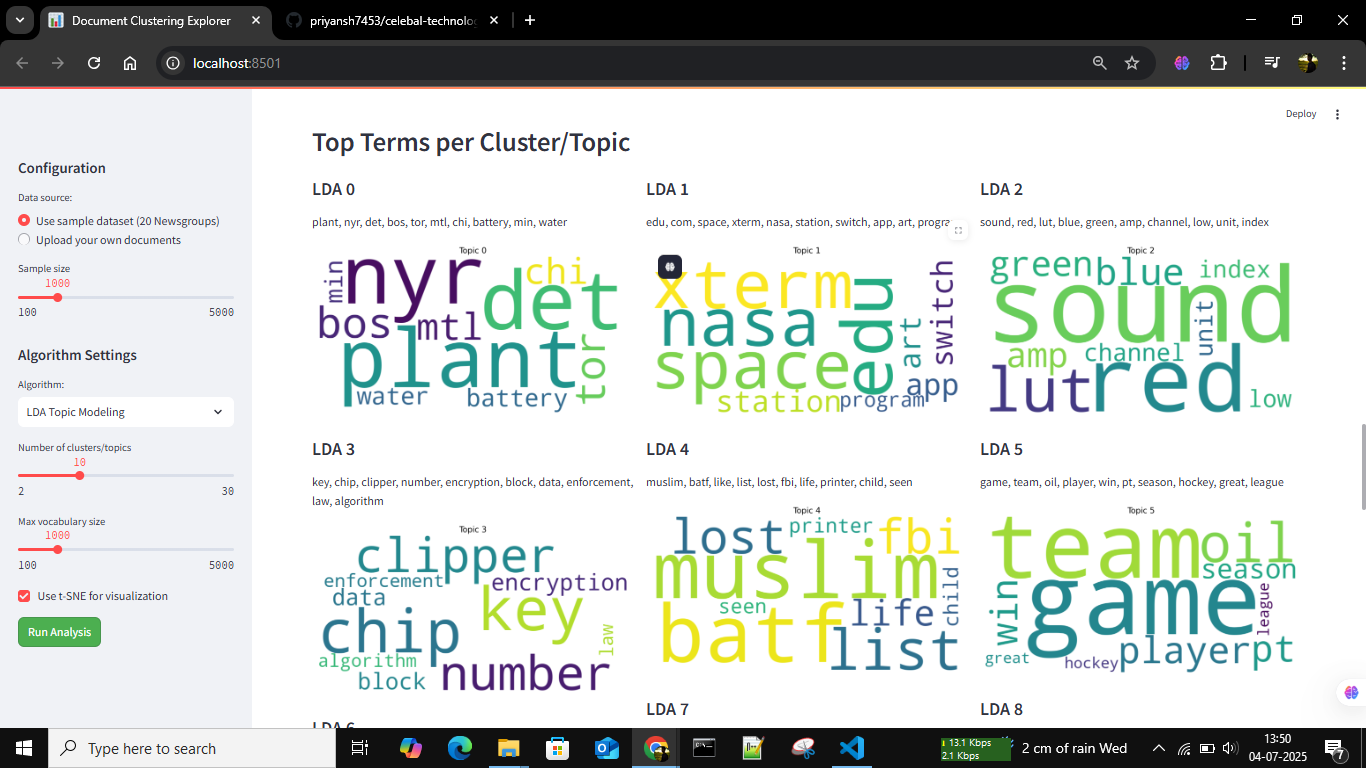 Document Clustering Explorer
priyansh7453/celebal-technolo
localhost:8501
Deploy
Configuration
Data source:
Use sample dataset (20 Newsgroups)
Upload your own documents
Sample size
1000
100 5000
Algorithm Settings
Algorithm:
LDA Topic Modeling
Number of clusters/topics
10
2 30
Max vocabulary size
1000
100 5000
Use t-SNE for visualization
Run Analysis
Top Terms per Cluster/Topic
LDA 0
plant, nyr, det, bos, tor, mtl, chi, battery, min, water
Topic 0
min nyr chi det
bos mtl tor
plant
water battery
LDA 1
edu, com, space, xterm, nasa, station, switch, app, art, progra
Topic 1
xterm edu switch
nasa art
space app
station program
LDA 2
sound, red, lut, blue, green, amp, channel, low, unit, index
Topic 2
green blue index
sound unit
amp channel
lut red low
LDA 3
key, chip, clipper, number, encryption, block, data, enforcement,
law, algorithm
Topic 3
clipper
enforcement encryption
data key
chip law
algorithm number
block
LDA 4
muslim, batf, like, list, lost, fbi, life, printer, child, seen
Topic 4
lost printer fbi
muslim child
seen life
batf list
LDA 5
game, team, oil, player, win, pt, season, hockey, great, league
Topic 5
team oil
season
win game league
great hockey player pt
LDA 6
LDA 7
LDA 8
Type here to search
13.1 Kbps
2.1 Kbps
2 cm of rain Wed
13:50
04-07-2025
7